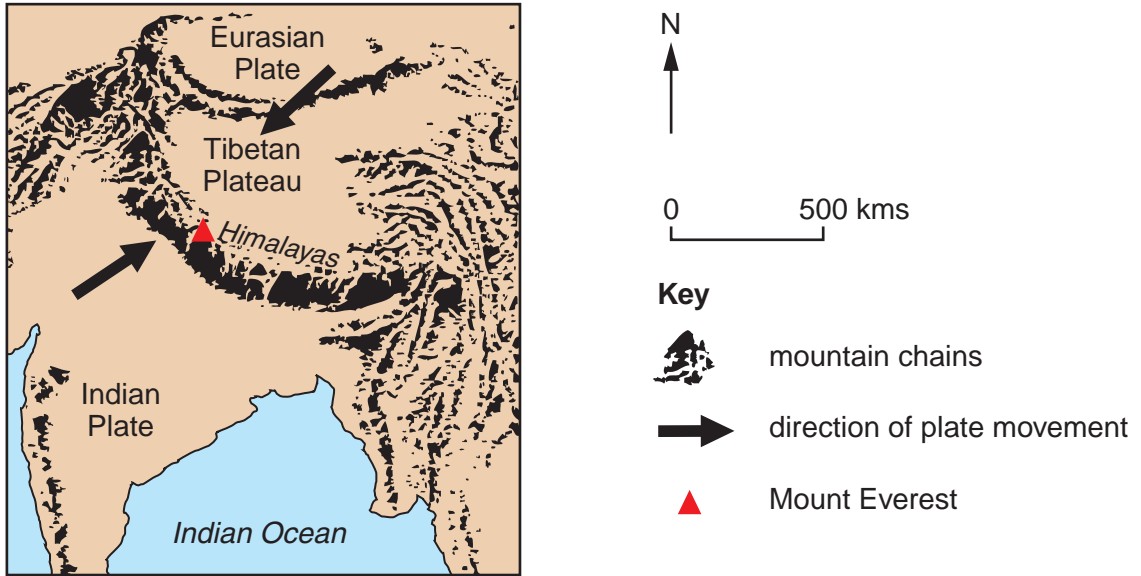 Eurasian
Plate
Tibetan
Plateau
Himalayas
Indian
Plate
Indian Ocean
N
0 500 kms
Key
mountain chains
direction of plate movement
Mount Everest